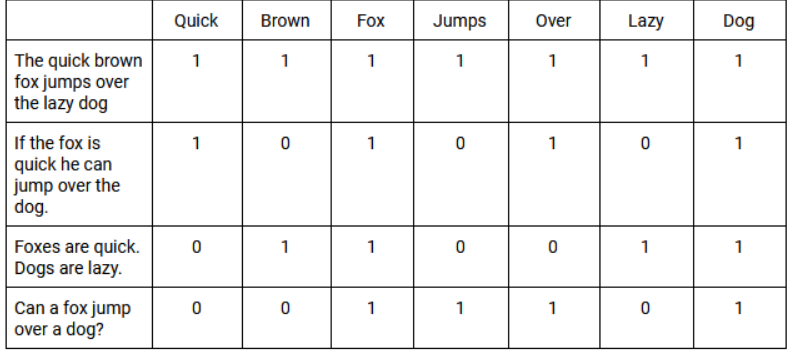 Quick Brown Fox Jumps Over Lazy Dog
The quick brown 1 1 1 1 1 1 1
fox jumps over
the lazy dog
If the fox is 1 0 1 0 1 0 1
quick he can
jump over the
dog.
Foxes are quick. 0 1 1 0 0 1 1
Dogs are lazy.
Can a fox jump 0 0 1 1 1 0 1
over a dog?